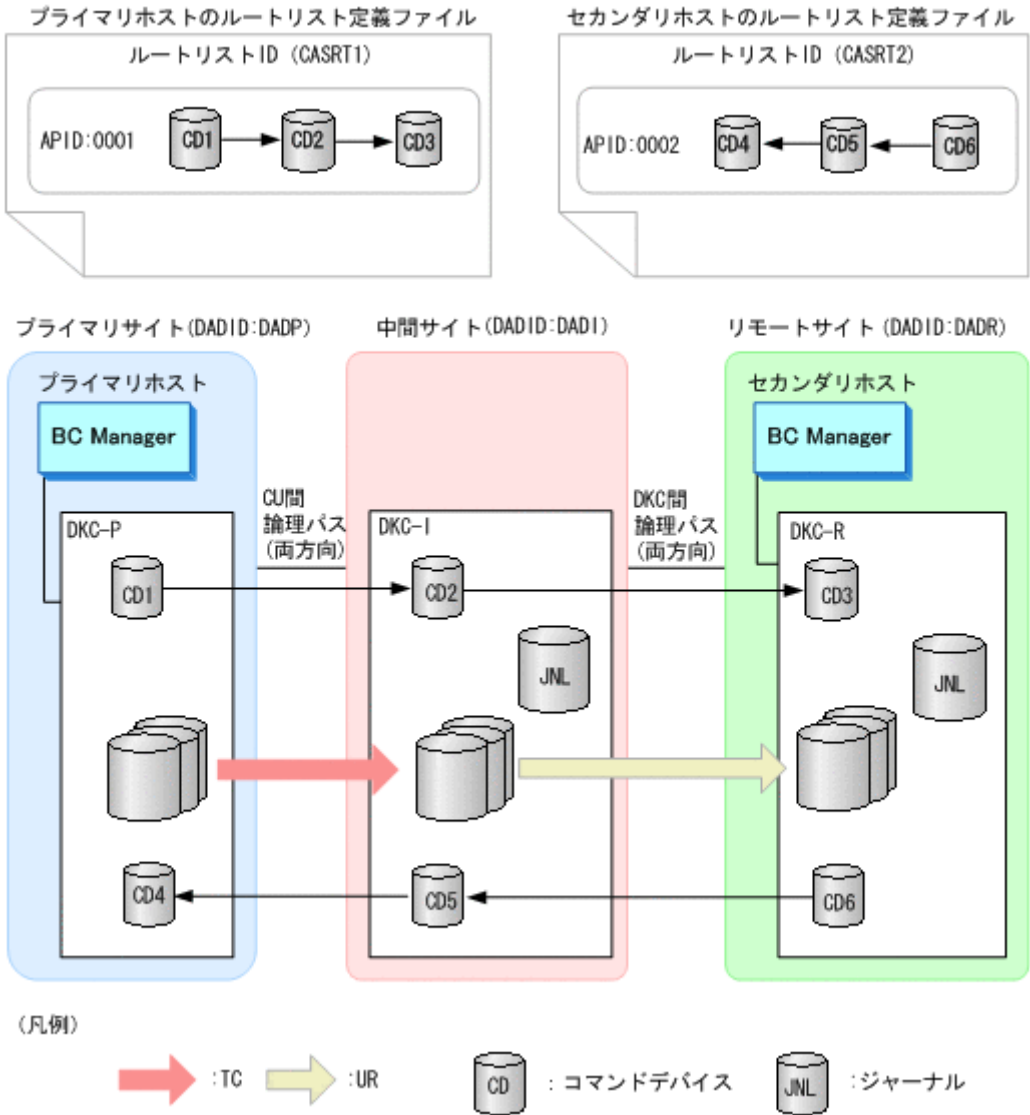 プライマリホストのルートリスト定義ファイル
ルートリストID (CASRT1)
APID:0001
CD1
CD2
CD3
セカンダリホストのルートリスト定義ファイル
ルートリストID (CASRT2)
APID:0002
CD4
CD5
CD6
プライマリサイト(DADID:DADP)
中間サイト(DADID:DADI)
リモートサイト(DADID:DADR)
プライマリホスト
BC Manager
セカンダリホスト
BC Manager
CU間
論理パス
(両方向)
DKC間
論理パス
(両方向)
DKC-P
DKC-I
DKC-R
CD1
CD2
CD3
JNL
JNL
CD4
CD5
CD6
(凡例)
:TC
:UR
CD
:コマンドデバイス
JNL
:ジャーナル